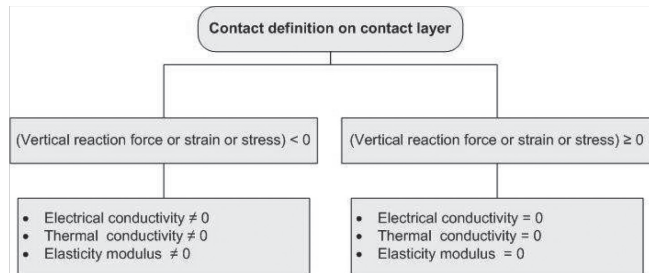 Contact definition on contact layer
(Vertical reaction force or strain or stress) < 0
(Vertical reaction force or strain or stress) ≥ 0
• Electrical conductivity ≠ 0
• Thermal conductivity ≠ 0
• Elasticity modulus ≠ 0
• Electrical conductivity = 0
• Thermal conductivity = 0
• Elasticity modulus = 0